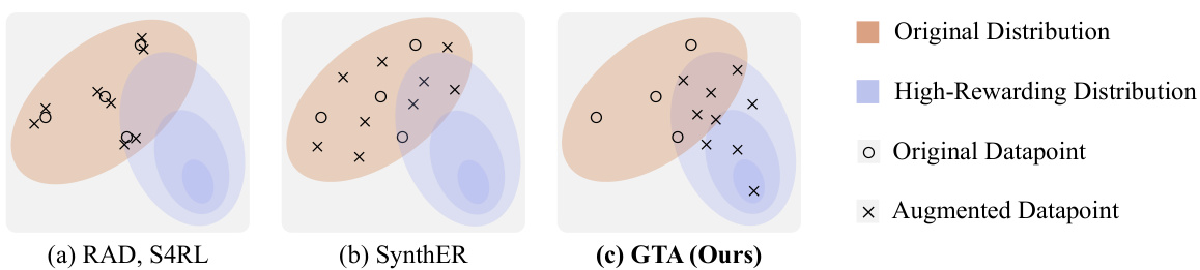 Original Distribution
High-Rewarding Distribution
Original Datapoint
Augmented Datapoint
(a) RAD, S4RL
(b) SynthER
(c) GTA (Ours)